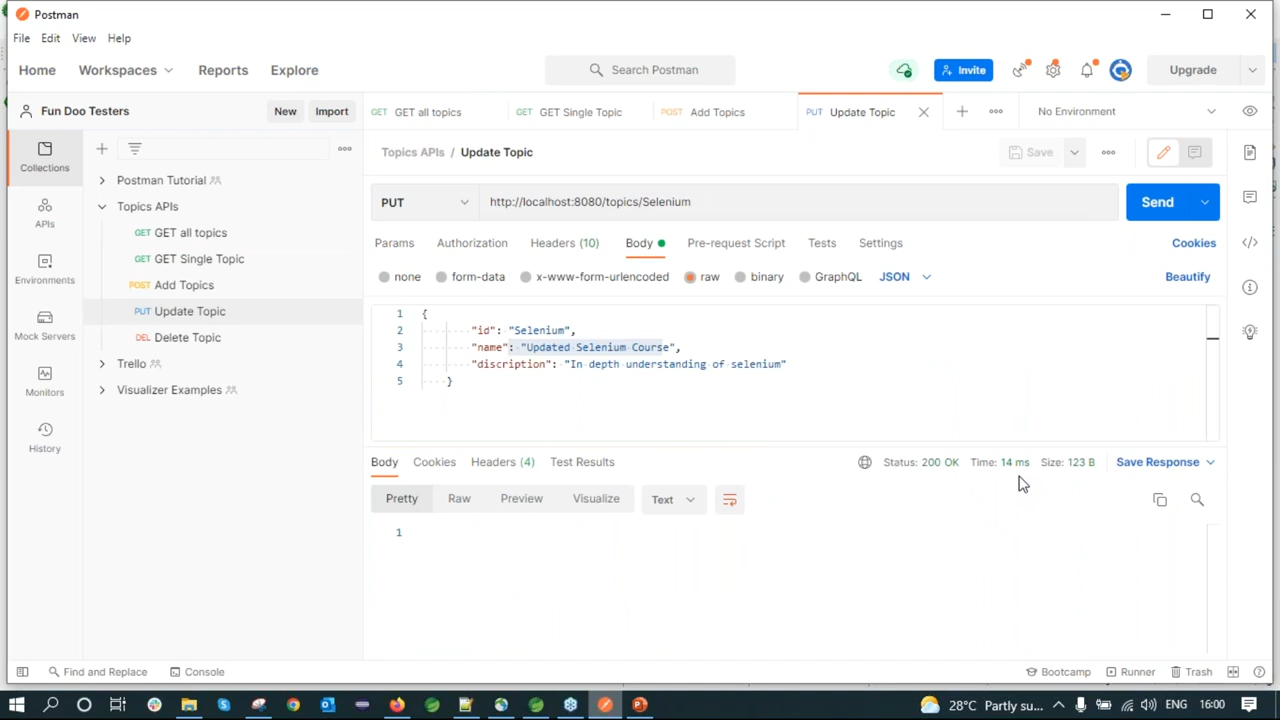 Postman
File Edit View Help
Home Workspaces Reports Explore Search Postman Invite Upgrade
Fun Doo Testers New Import GET GET all topics GET GET Single Topic POST Add Topics PUT Update Topic No Environment
Collections
APIs
Environments
Mock Servers
Monitors
History
Postman Tutorial
Topics APIs
GET GET all topics
GET GET Single Topic
POST Add Topics
PUT Update Topic
DEL Delete Topic
Trello
Visualizer Examples
Topics APIs / Update Topic Save
PUT http://localhost:8080/topics/Selenium Send
Params Authorization Headers (10) Body Pre-request Script Tests Settings Cookies
none form-data x-www-form-urlencoded raw binary GraphQL JSON Beautify
1 {
2 "id": "Selenium",
3 "name": "Updated Selenium Course",
4 "discription": "In depth understanding of selenium"
5 }
Body Cookies Headers (4) Test Results Status: 200 OK Time: 14 ms Size: 123 B Save Response
Pretty Raw Preview Visualize Text
1
Find and Replace Console Bootcamp Runner Trash
28°C Partly su... ENG 16:00